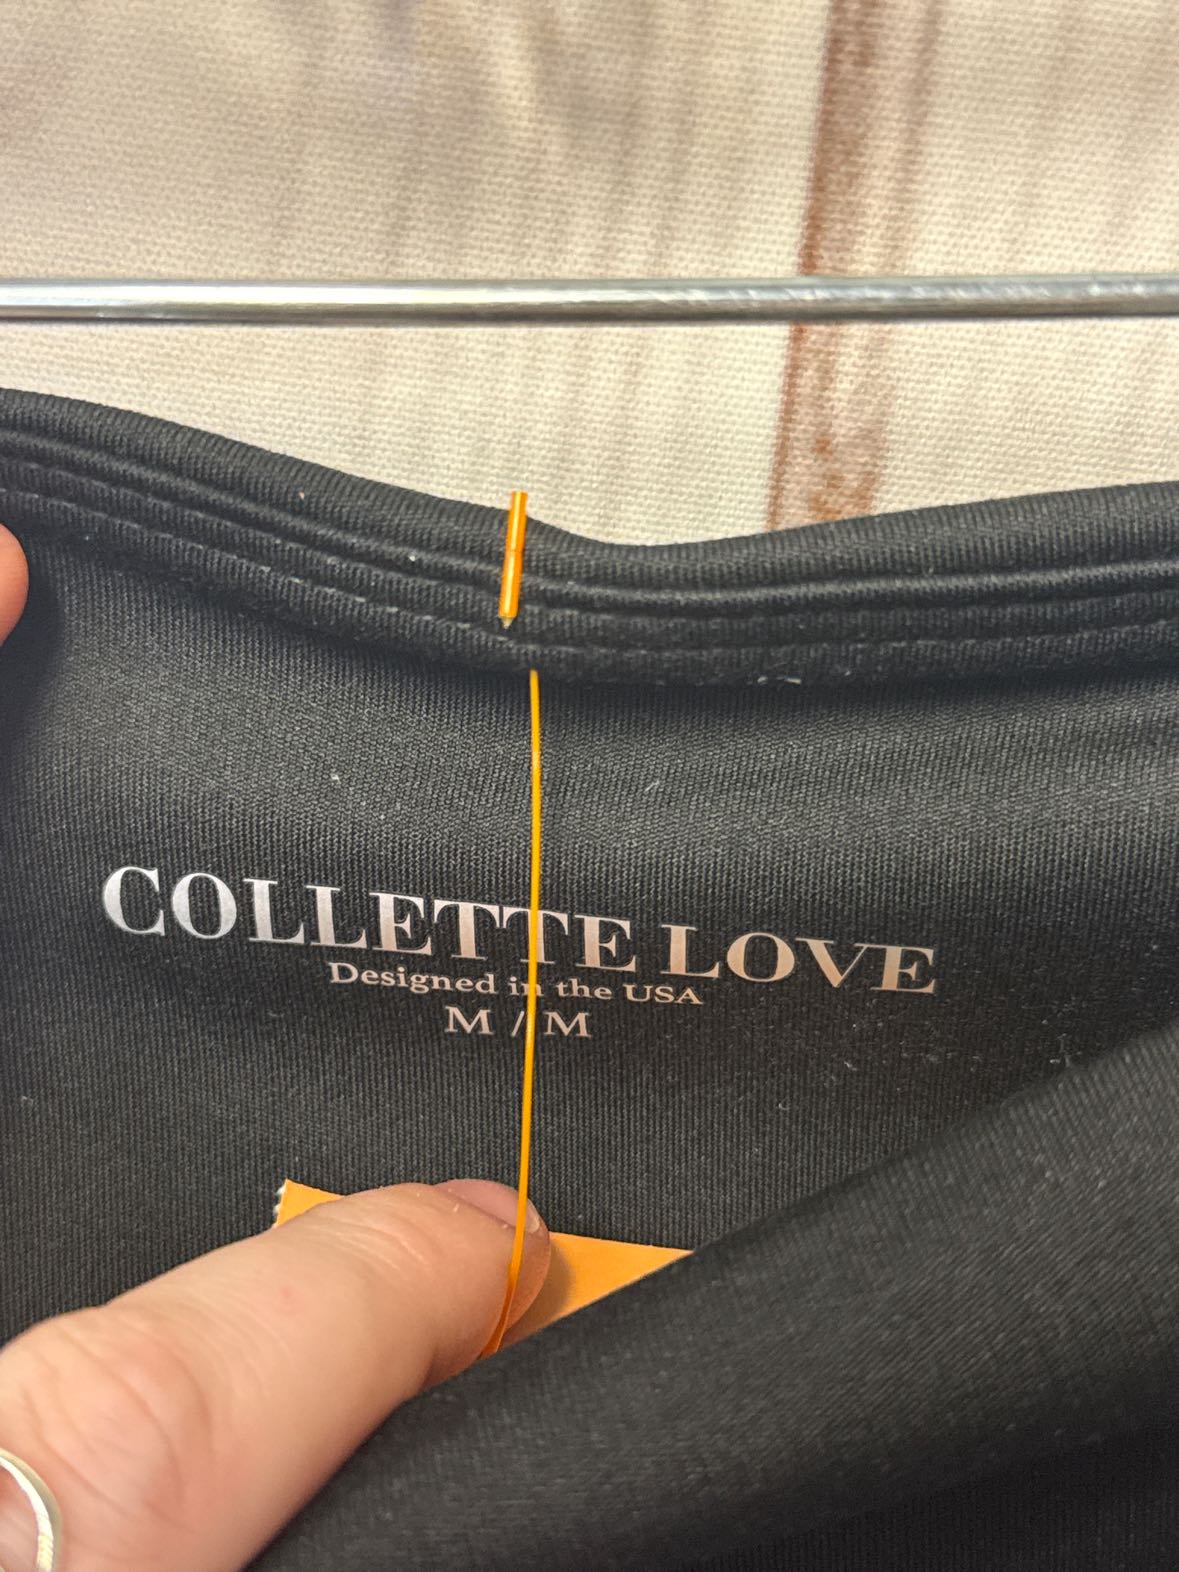 COLLETTE LOVE
Designed in the USA
M / M